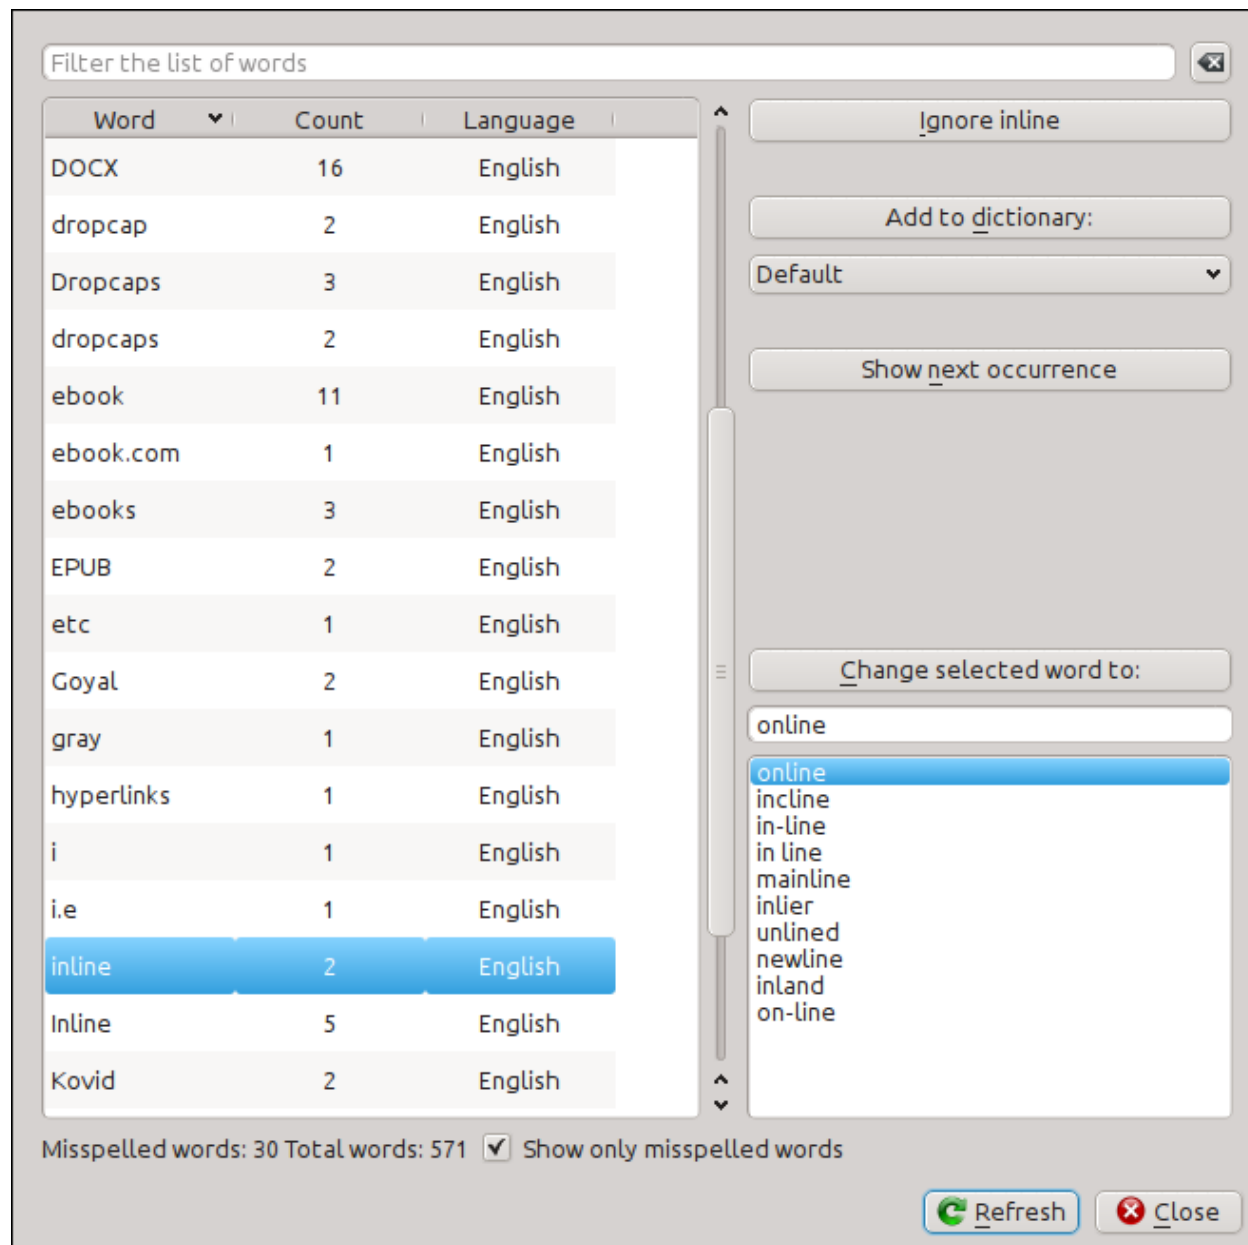 Filter the list of words
Word Count Language
DOCX 16 English
dropcap 2 English
Dropcaps 3 English
dropcaps 2 English
ebook 11 English
ebook.com 1 English
ebooks 3 English
EPUB 2 English
etc 1 English
Goyal 2 English
gray 1 English
hyperlinks 1 English
i 1 English
i.e 1 English
inline 2 English
Inline 5 English
Kovid 2 English
Ignore inline
Add to dictionary:
Default
Show next occurrence
Change selected word to:
online
online
incline
in-line
in line
mainline
inlier
unlined
newline
inland
on-line
Misspelled words: 30 Total words: 571 Show only misspelled words
Refresh Close